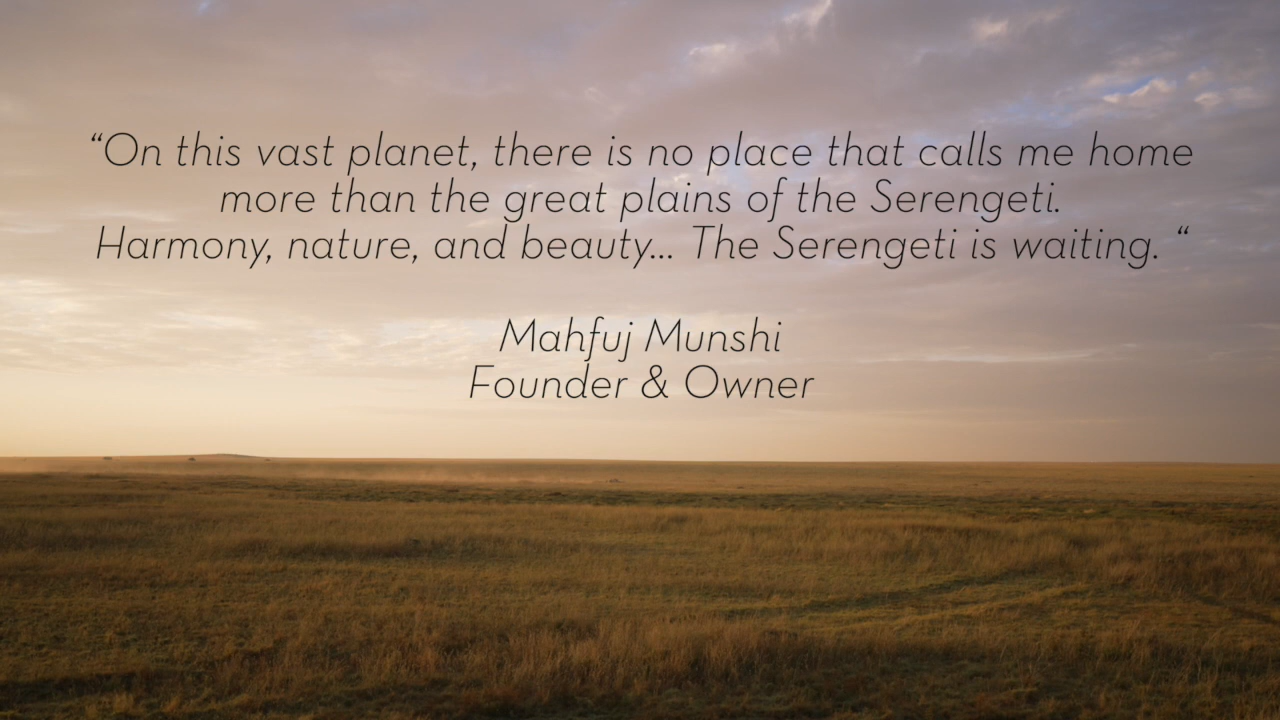 “On this vast planet, there is no place that calls me home
more than the great plains of the Serengeti.
Harmony, nature, and beauty... The Serengeti is waiting. “
Mahfuj Munshi
Founder & Owner